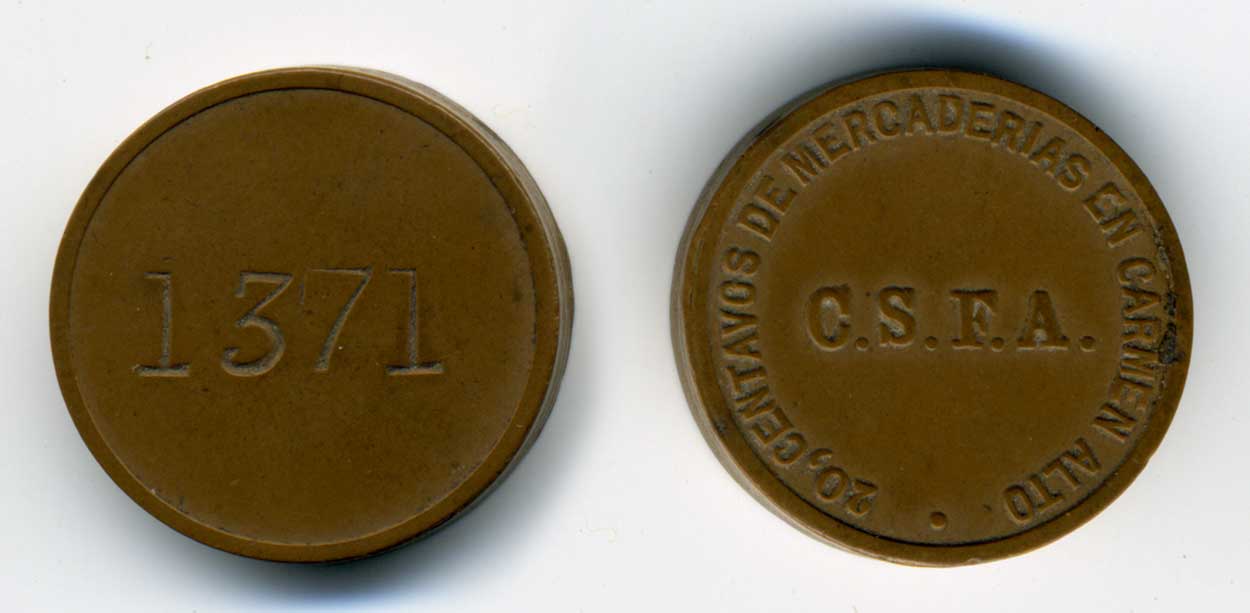 1371
20, CENTAVOS DE MERCADERIAS EN CARMEN ALTO
C.S.F.A.